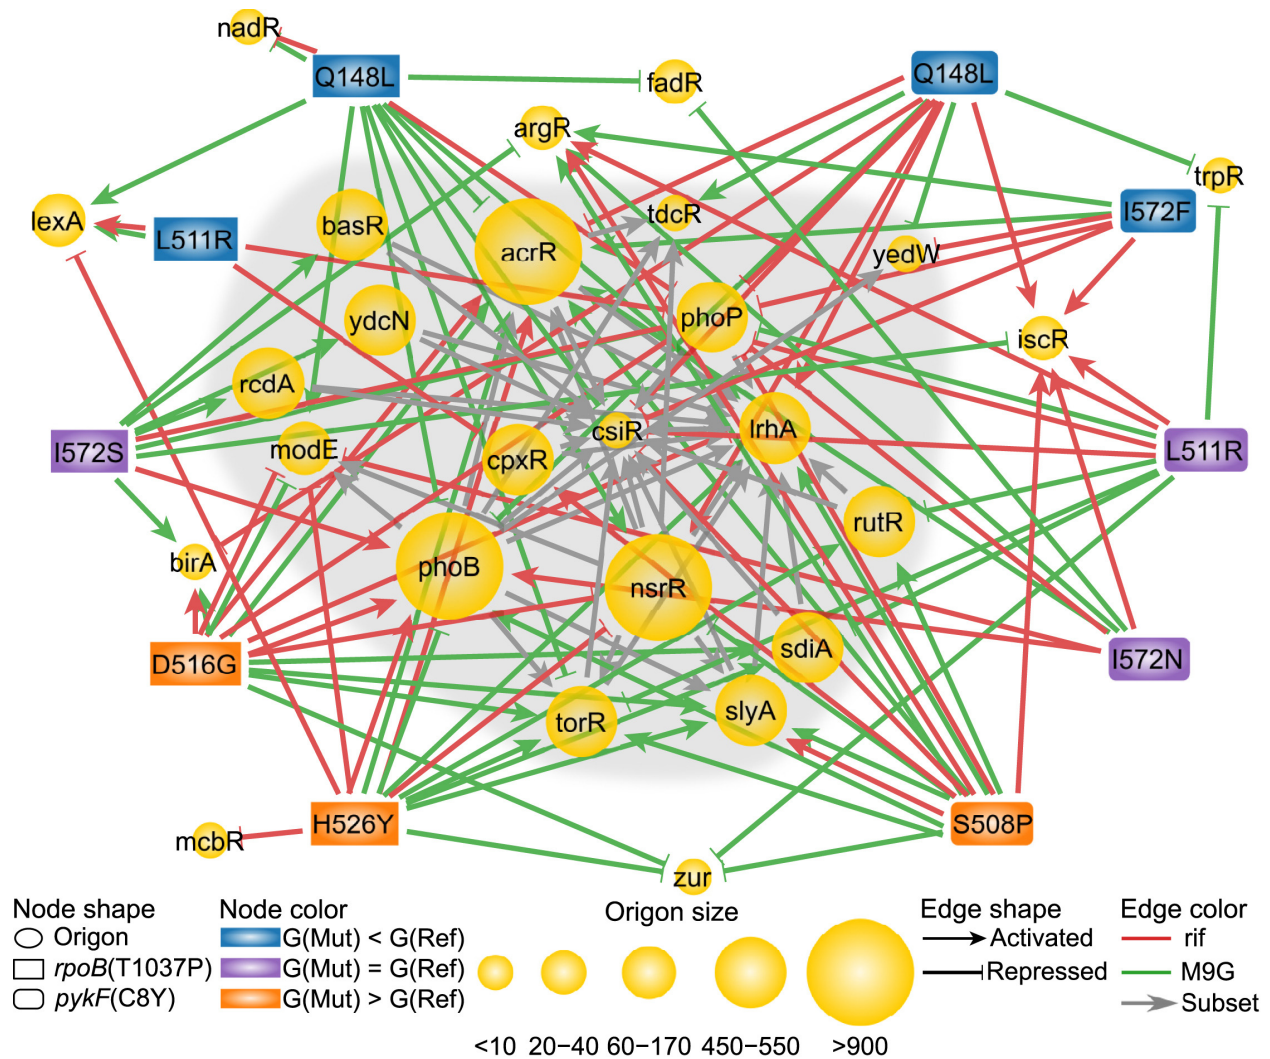 nadR
Q148L
fadR
Q148L
argR
trpR
lexA
L511R
basR
acrR
tdcR
I572F
yedW
ydcN
phoP
iscR
rcdA
I572S
modE
cpxR
csiR
lrhA
L511R
birA
phoB
nsrR
rutR
D516G
sdiA
I572N
torR
slyA
mcbR
H526Y
S508P
zur
Node shape
Origon
rpoB(T1037P)
pykF(C8Y)
Node color
G(Mut) < G(Ref)
G(Mut) = G(Ref)
G(Mut) > G(Ref)
Origon size
<10 20−40 60−170 450−550 >900
Edge shape
Activated
Repressed
Edge color
rif
M9G
Subset